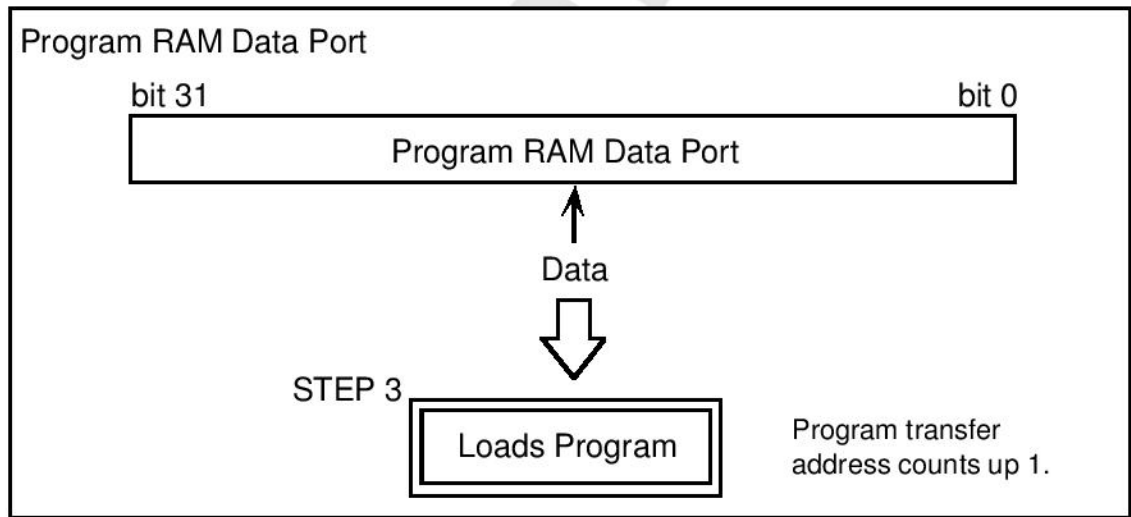 Program RAM Data Port
bit 31 bit 0
Program RAM Data Port
Data
STEP 3
Loads Program
Program transfer
address counts up 1.